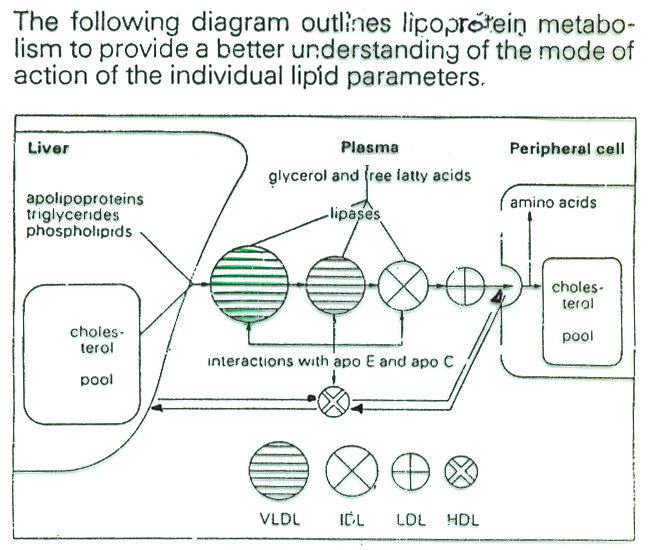 The following diagram outlines lipoprotein metabo-
lism to provide a better understanding of the mode of
action of the individual lipid parameters.
Liver
Plasma
Peripheral cell
glycerol and free fatty acids
apolipoproteins
triglycerides
phospholipids
lipases
amino acids
choles-
terol
pool
choles-
terol
pool
interactions with apo E and apo C
VLDL
IDL
LDL
HDL